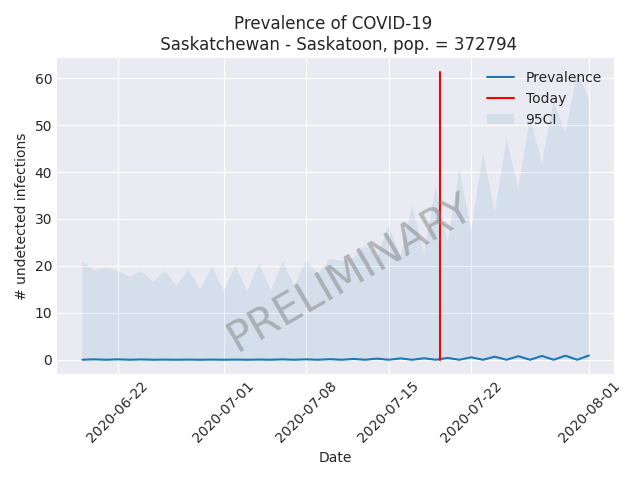 Prevalence of COVID-19
Saskatchewan - Saskatoon, pop. = 372794
# undetected infections
60
50
40
30
20
10
0
Prevalence
Today
95CI
PRELIMINARY
2020-06-22
2020-07-01
2020-07-08
2020-07-15
2020-07-22
2020-08-01
Date